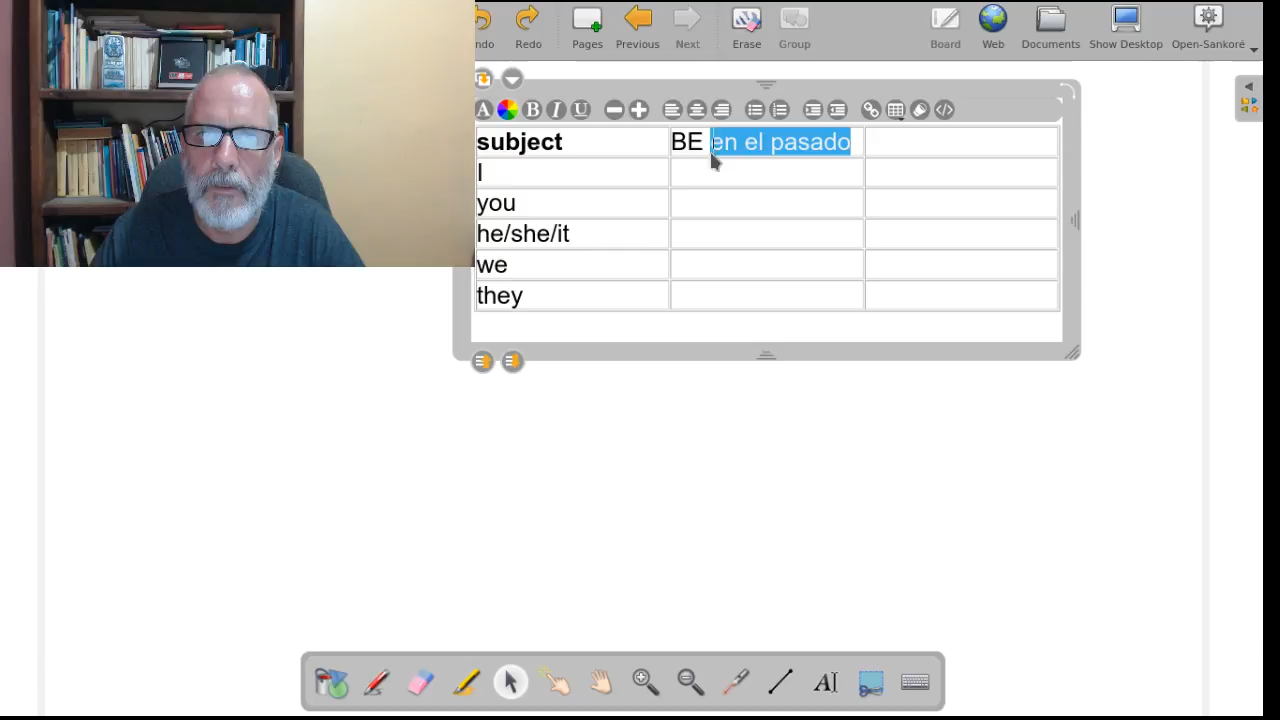 ndo Redo Pages Previous Next Erase Group Board Web Documents Show Desktop Open-Sankoré
A B I U
subject BE en el pasado
I
you
he/she/it
we
they
AI